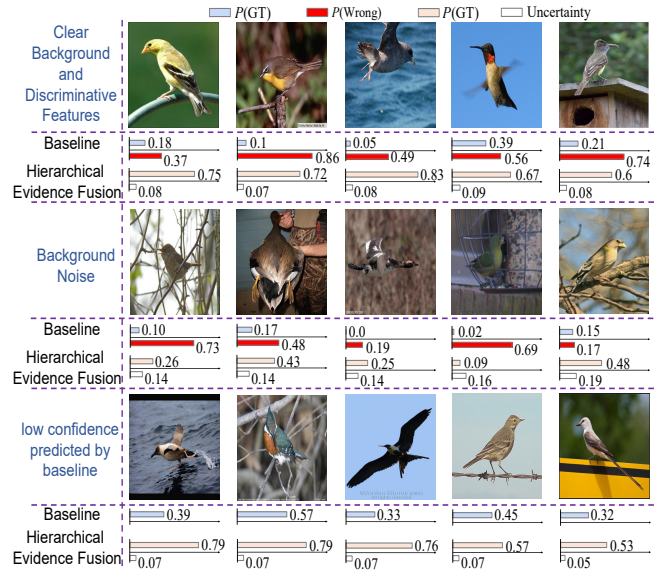 P(GT) P(Wrong) P(GT) Uncertainty
Clear
Background
and
Discriminative
Features
Baseline
0.18 0.1 0.05 0.39 0.21
0.37 0.86 0.49 0.56 0.74
Hierarchical
Evidence Fusion
0.75 0.72 0.83 0.67 0.6
0.08 0.07 0.08 0.09 0.08
Background
Noise
Baseline
0.10 0.17 0.0 0.02 0.15
0.73 0.48 0.19 0.69 0.17
Hierarchical
Evidence Fusion
0.26 0.43 0.25 0.09 0.48
0.14 0.14 0.14 0.16 0.19
low confidence
predicted by
baseline
Baseline
0.39 0.57 0.33 0.45 0.32
Hierarchical
Evidence Fusion
0.79 0.79 0.76 0.57 0.53
0.07 0.07 0.07 0.07 0.05